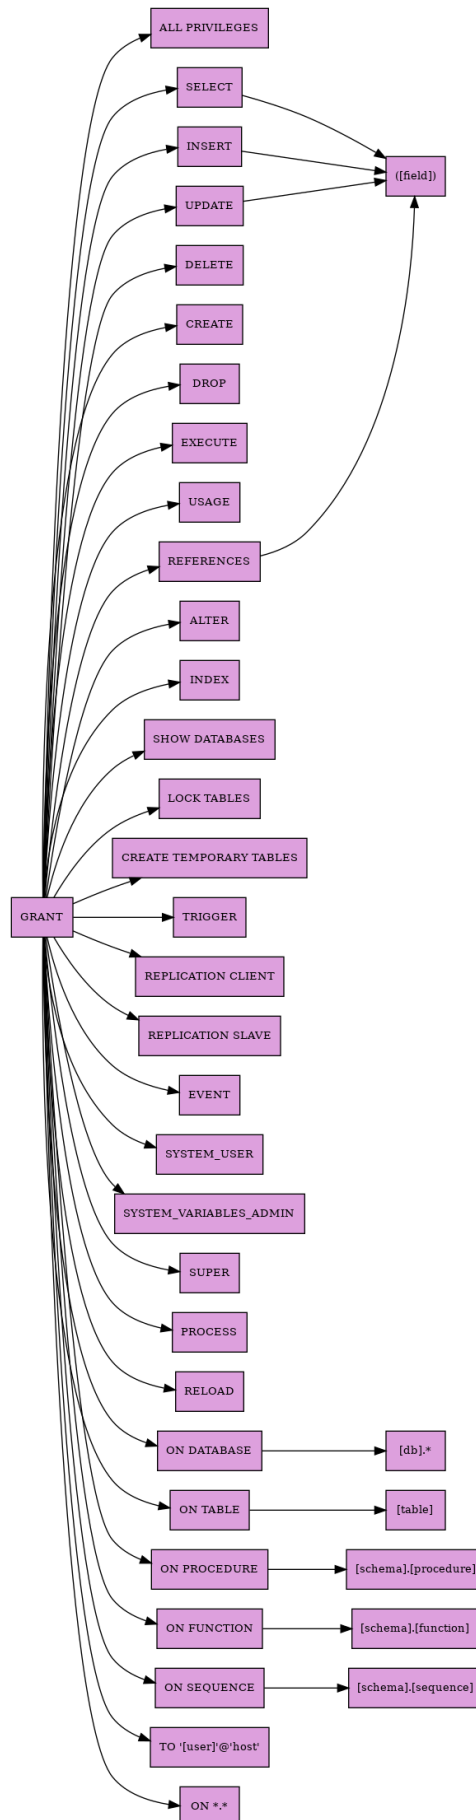 ALL PRIVILEGES
SELECT
INSERT
([field])
UPDATE
DELETE
CREATE
DROP
EXECUTE
USAGE
REFERENCES
ALTER
INDEX
SHOW DATABASES
LOCK TABLES
CREATE TEMPORARY TABLES
GRANT
TRIGGER
REPLICATION CLIENT
REPLICATION SLAVE
EVENT
SYSTEM_USER
SYSTEM_VARIABLES_ADMIN
SUPER
PROCESS
RELOAD
ON DATABASE
[db].*
ON TABLE
[table]
ON PROCEDURE
[schema].[procedure]
ON FUNCTION
[schema].[function]
ON SEQUENCE
[schema].[sequence]
TO '[user]'@'host'
ON *.*